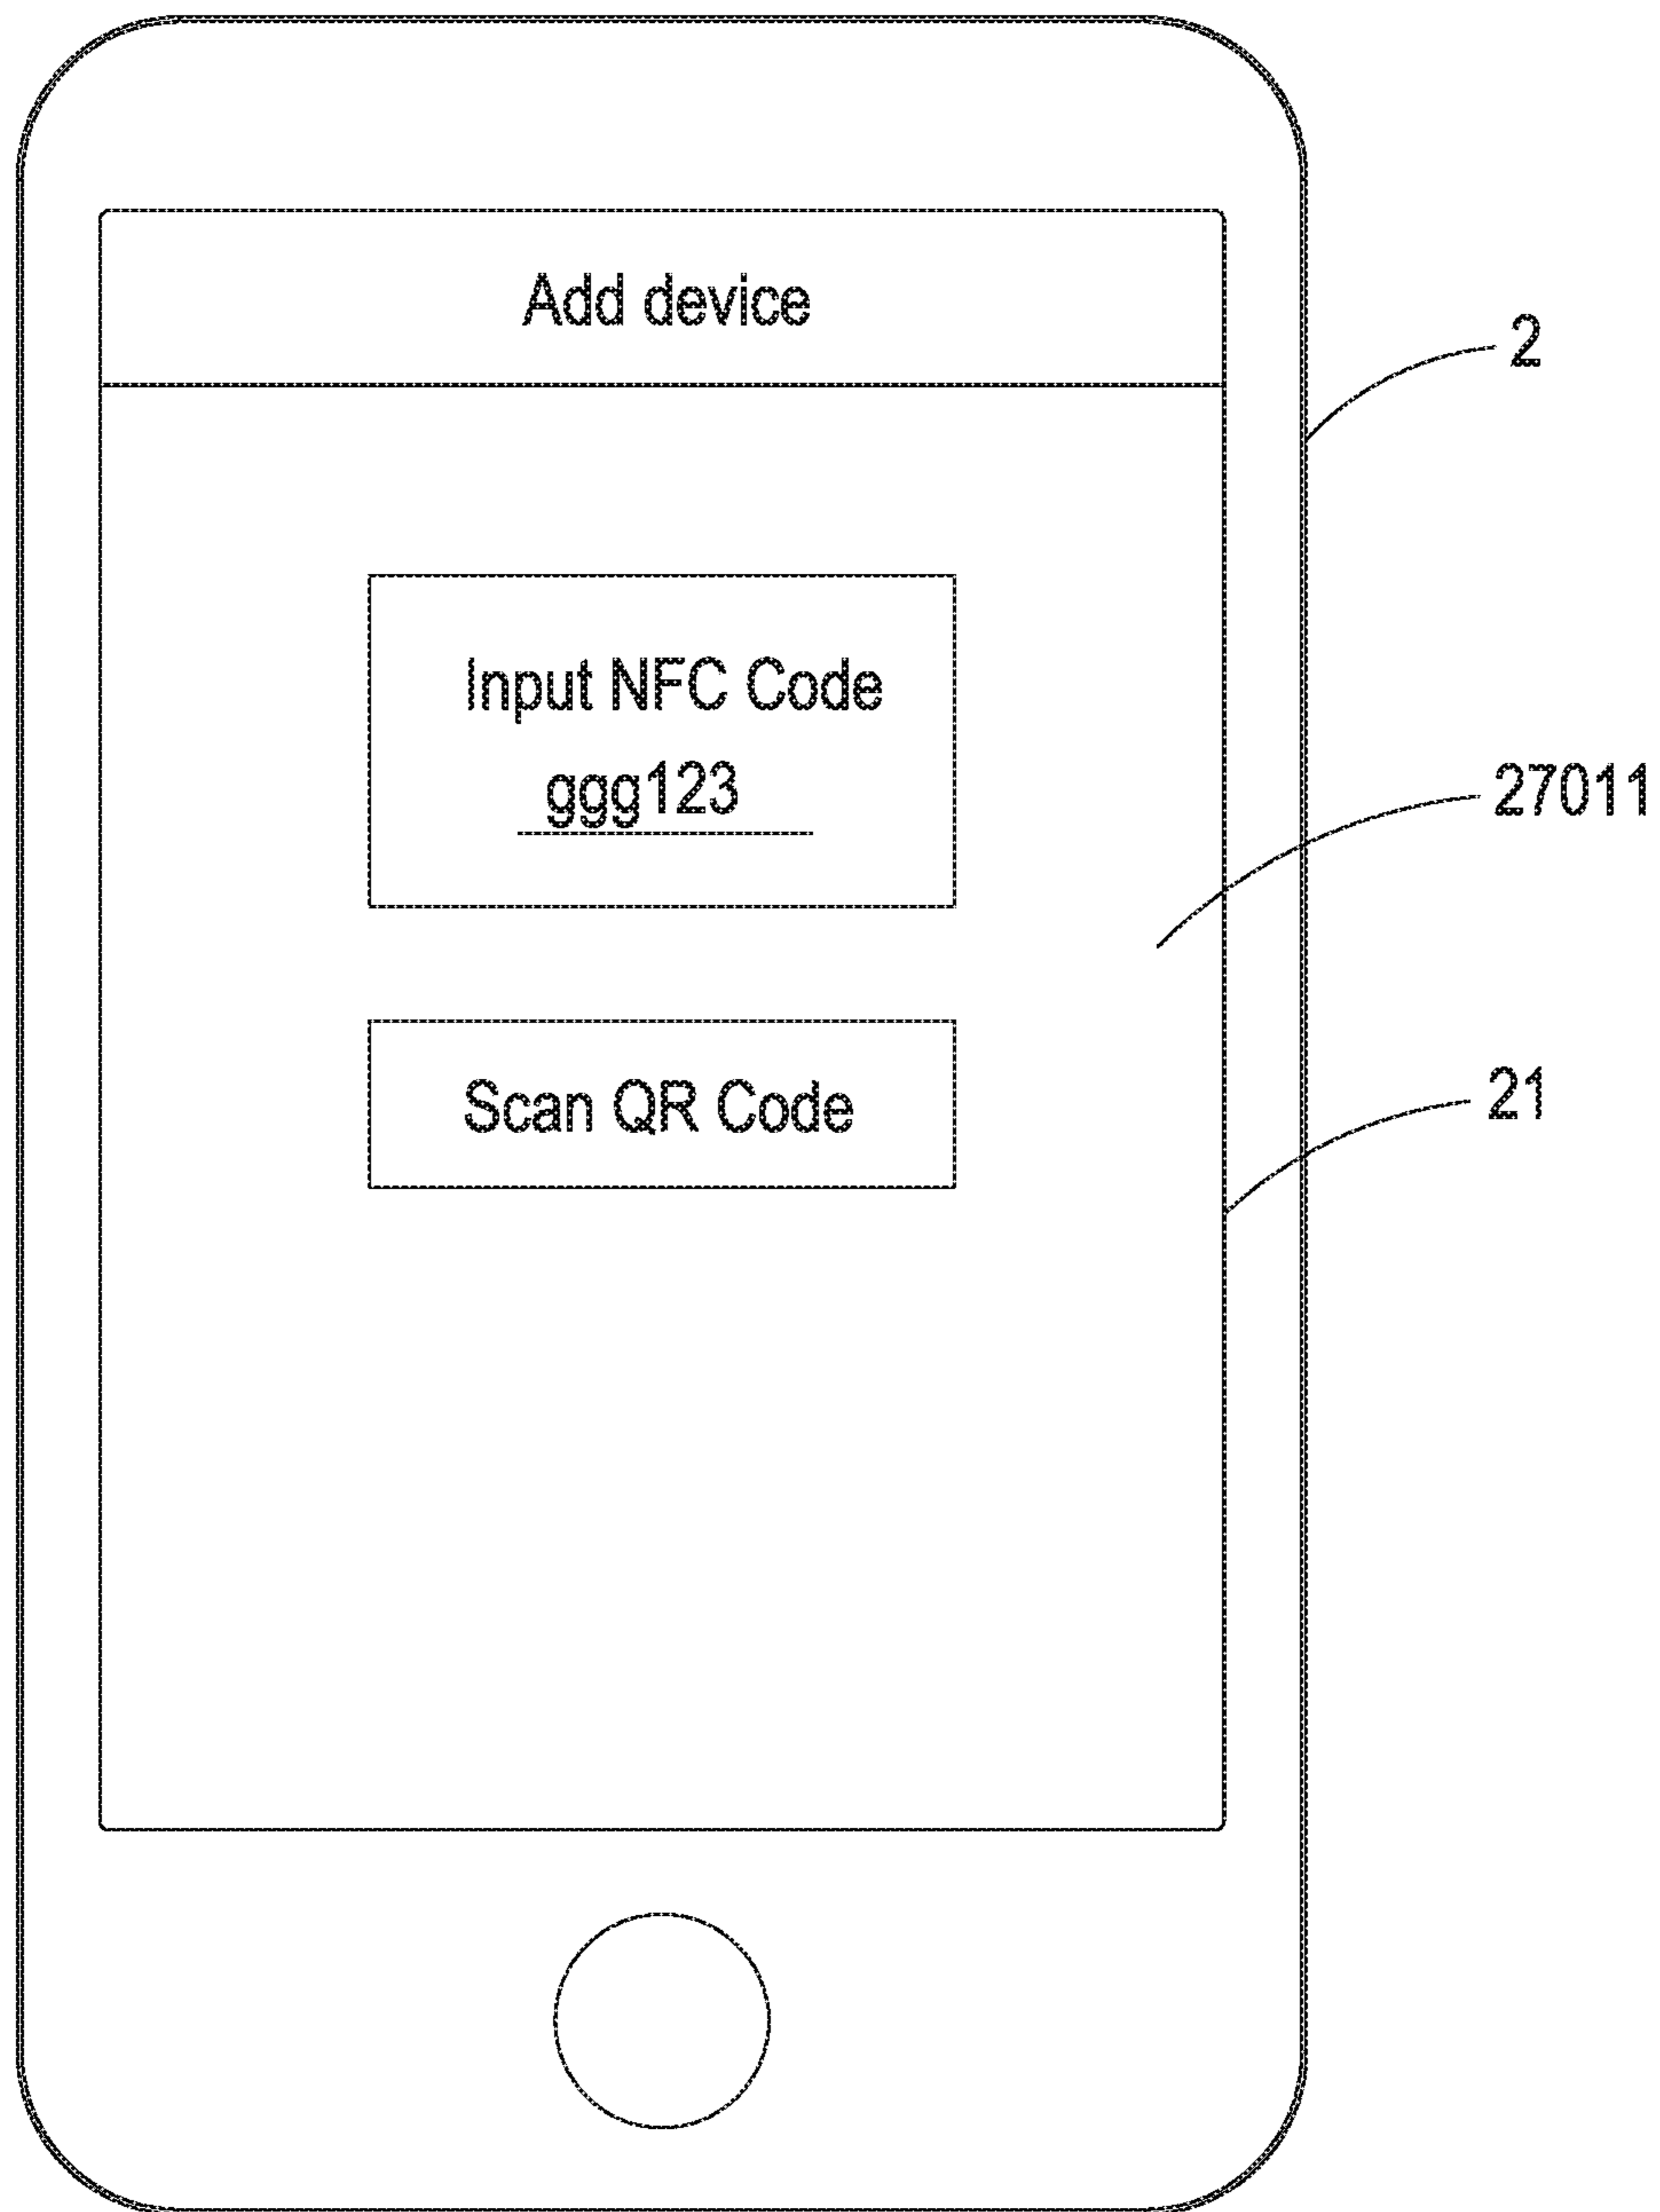 Add device
2
Input NFC Code
ggg123
27011
Scan QR Code
21